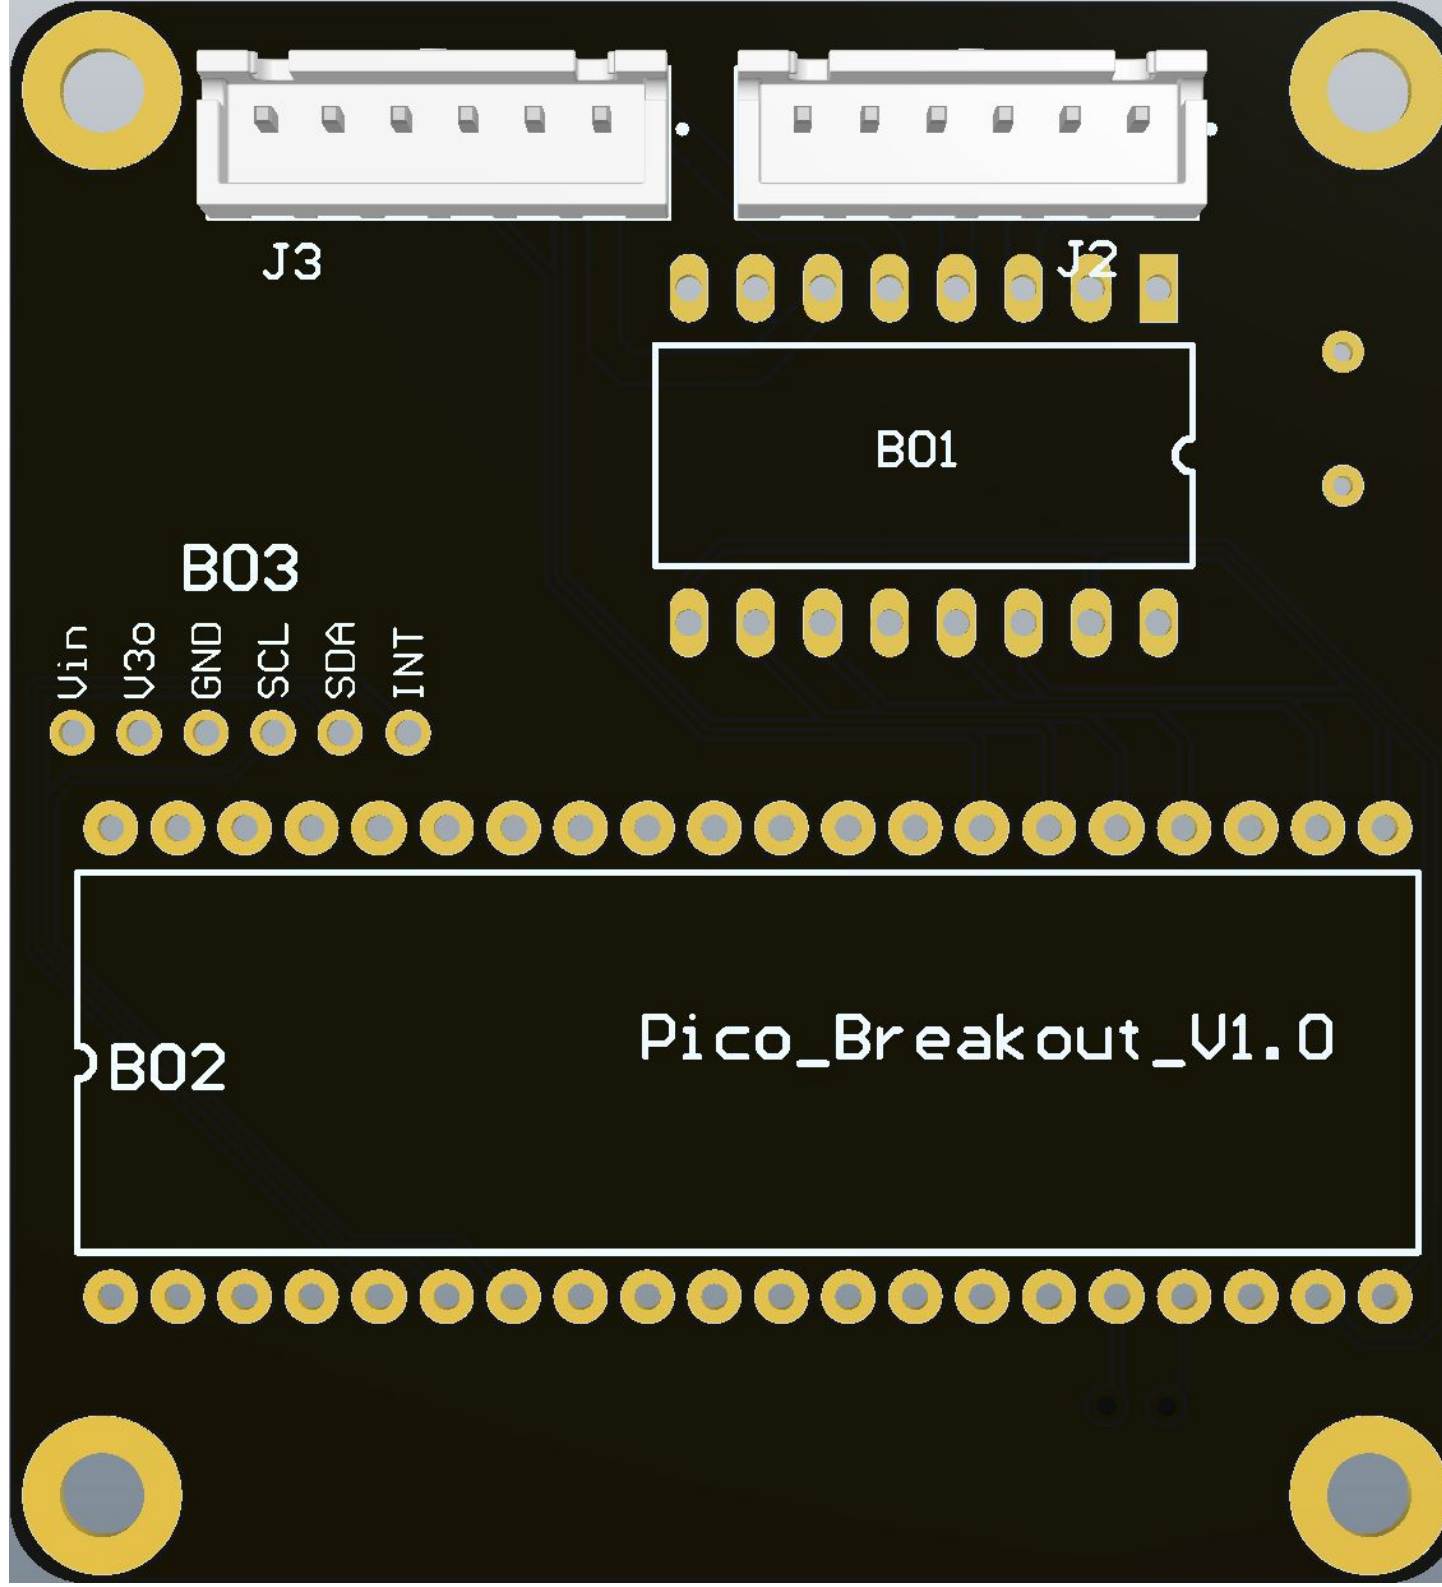 J3
J2
BO1
BO3
Vin
V3o
GND
SCL
SDA
INT
Pico_Breakout_V1.0
BO2